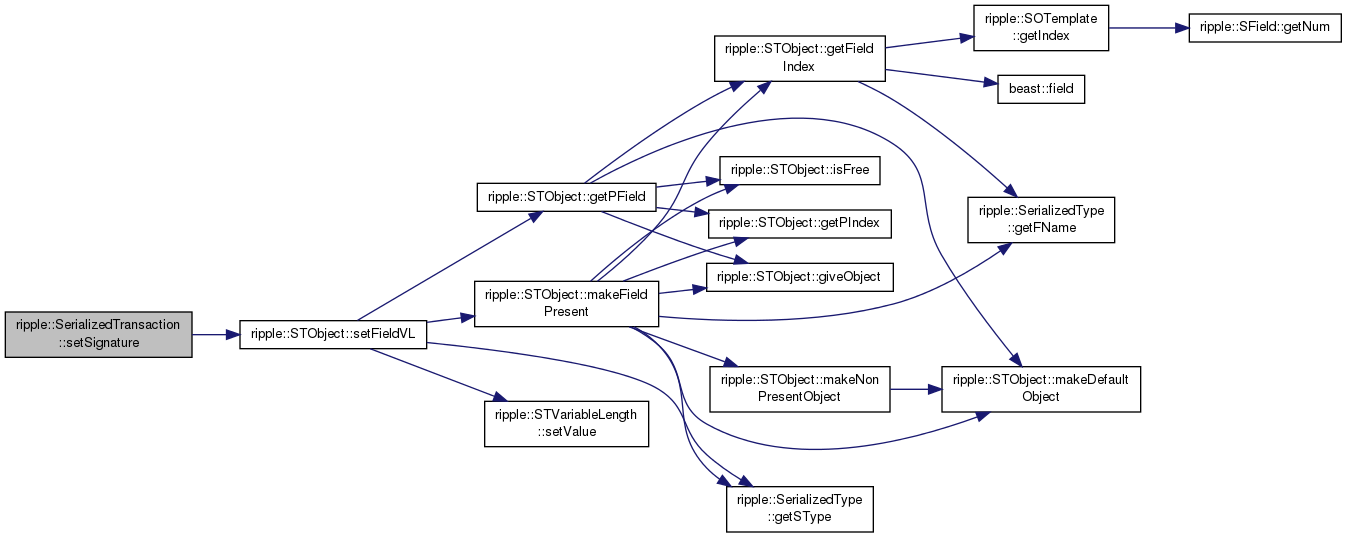 ripple::SerializedTransaction
::setSignature
ripple::STObject::setFieldVL
ripple::STObject::getPField
ripple::STObject::makeField
Present
ripple::STVariableLength
::setValue
ripple::STObject::getField
Index
ripple::STObject::isFree
ripple::STObject::getPIndex
ripple::STObject::giveObject
ripple::STObject::makeNon
PresentObject
ripple::SerializedType
::getSType
ripple::SOTemplate
::getIndex
beast::field
ripple::SerializedType
::getFName
ripple::STObject::makeDefault
Object
ripple::SField::getNum